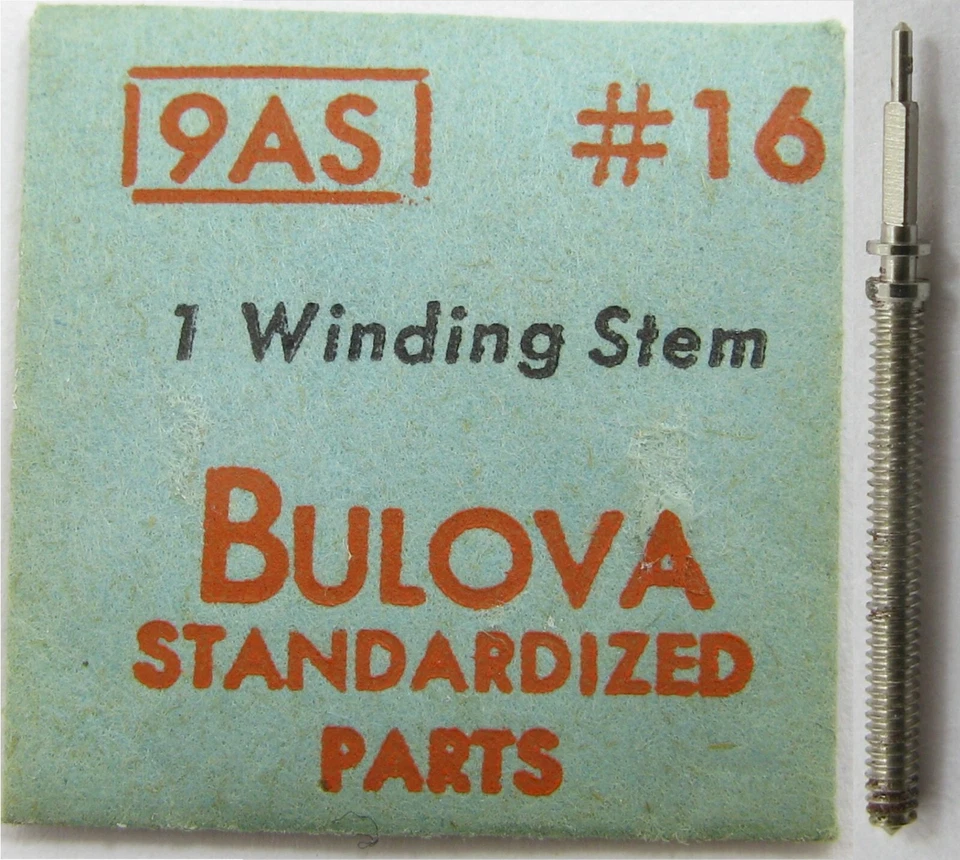 9AS #16
1 Winding Stem
BULOVA
STANDARDIZED
PARTS